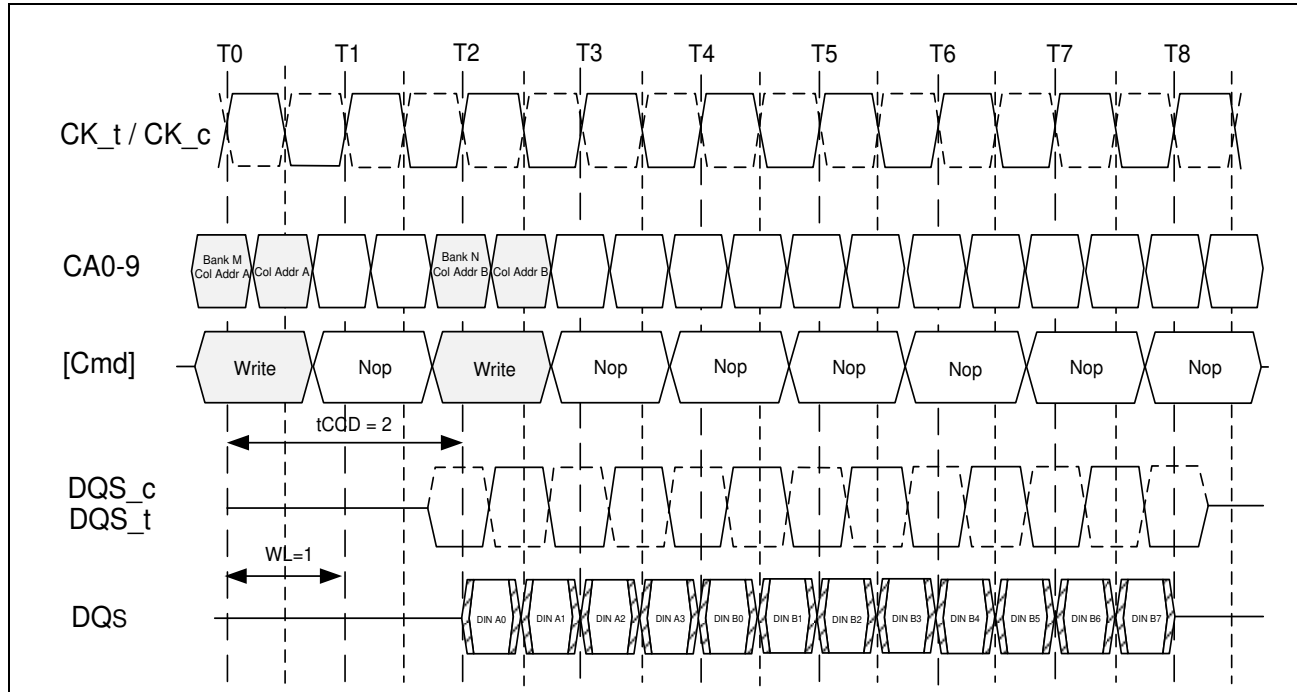 T0 T1 T2 T3 T4 T5 T6 T7 T8
CK_t / CK_c
CA0-9
Bank M
Col Addr A
Col Addr A
Bank N
Col Addr B
Col Addr B
[Cmd]
Write Nop Write Nop Nop Nop Nop Nop Nop
tCCD = 2
DQS_c
DQS_t
WL=1
DQs
DIN A0 DIN A1 DIN A2 DIN A3 DIN B0 DIN B1 DIN B2 DIN B3 DIN B4 DIN B5 DIN B6 DIN B7